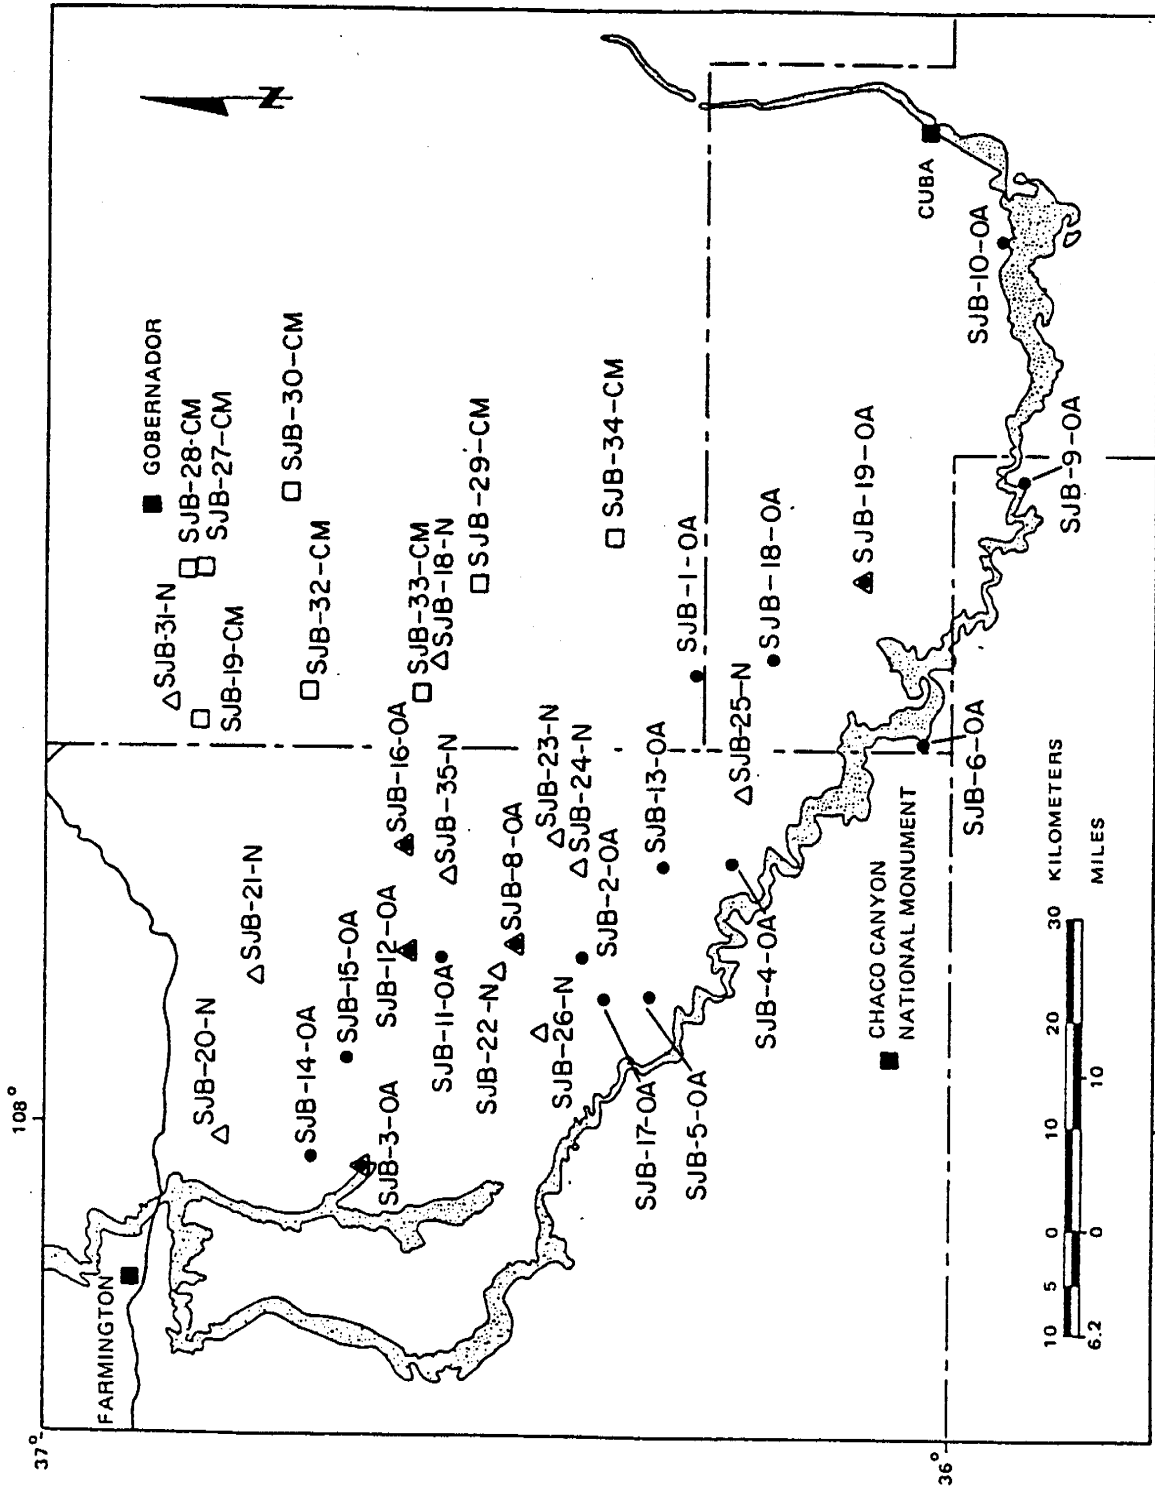 108°
37°
36°
N
FARMINGTON
GOBERNADOR
SJB-31-N
SJB-28-CM
SJB-27-CM
SJB-19-CM
SJB-20-N
SJB-21-N
SJB-30-CM
SJB-32-CM
SJB-14-OA
SJB-15-OA
SJB-3-OA
SJB-12-OA
SJB-16-OA
SJB-33-CM
SJB-18-N
SJB-11-OA
SJB-35-N
SJB-29-CM
SJB-22-N
SJB-8-OA
SJB-26-N
SJB-23-N
SJB-24-N
SJB-2-OA
SJB-34-CM
SJB-17-OA
SJB-5-OA
SJB-13-OA
SJB-1-OA
SJB-4-OA
SJB-25-N
SJB-18-OA
SJB-19-OA
CUBA
CHACO CANYON
NATIONAL MONUMENT
SJB-6-OA
SJB-10-OA
SJB-9-OA
10 5 0 10 20 30 KILOMETERS
6.2 0 10 MILES